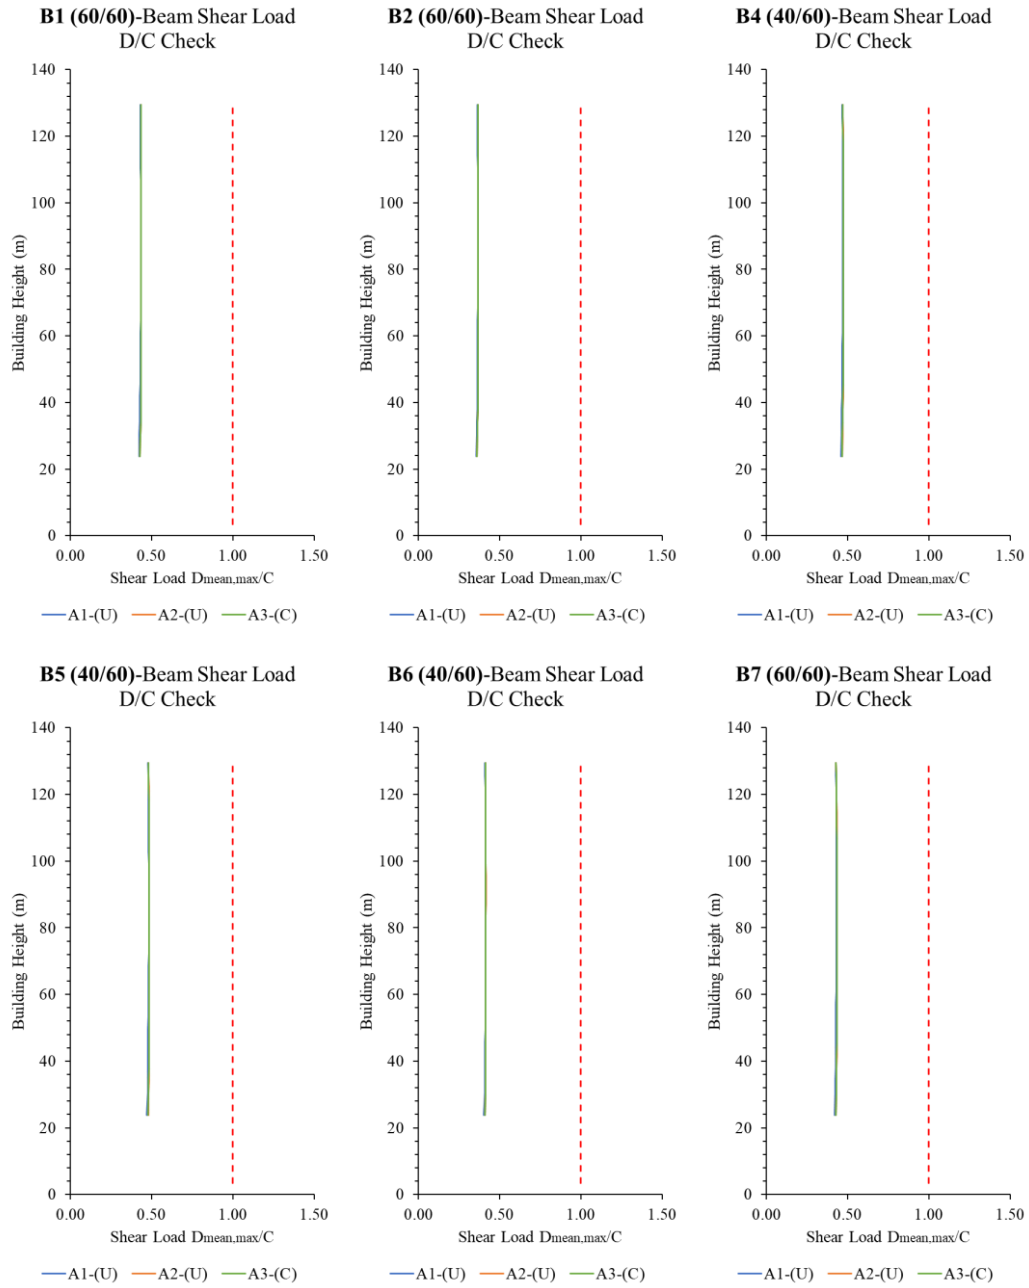 B1 (60/60)-Beam Shear Load
D/C Check
140
120
100
80
60
40
20
0
Building Height (m)
0.00 0.50 1.00 1.50
Shear Load Dmean,max/C
A1-(U) A2-(U) A3-(C)
B2 (60/60)-Beam Shear Load
D/C Check
140
120
100
80
60
40
20
0
Building Height (m)
0.00 0.50 1.00 1.50
Shear Load Dmean,max/C
A1-(U) A2-(U) A3-(C)
B4 (40/60)-Beam Shear Load
D/C Check
140
120
100
80
60
40
20
0
Building Height (m)
0.00 0.50 1.00 1.50
Shear Load Dmean,max/C
A1-(U) A2-(U) A3-(C)
B5 (40/60)-Beam Shear Load
D/C Check
140
120
100
80
60
40
20
0
Building Height (m)
0.00 0.50 1.00 1.50
Shear Load Dmean,max/C
A1-(U) A2-(U) A3-(C)
B6 (40/60)-Beam Shear Load
D/C Check
140
120
100
80
60
40
20
0
Building Height (m)
0.00 0.50 1.00 1.50
Shear Load Dmean,max/C
A1-(U) A2-(U) A3-(C)
B7 (60/60)-Beam Shear Load
D/C Check
140
120
100
80
60
40
20
0
Building Height (m)
0.00 0.50 1.00 1.50
Shear Load Dmean,max/C
A1-(U) A2-(U) A3-(C)